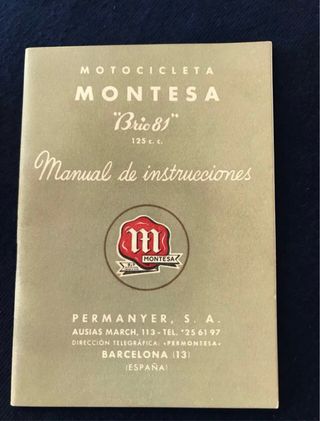 MOTOCICLETA
MONTESA
"Brio 81"
125 c. c.
Manual de instrucciones
M
MONTESA
PERMANYER, S. A.
AUSIAS MARCH, 113 - TEL. *25 61 97
DIRECCIÓN TELEGRÁFICA: «PERMONTESA»
BARCELONA (13)
(ESPAÑA)